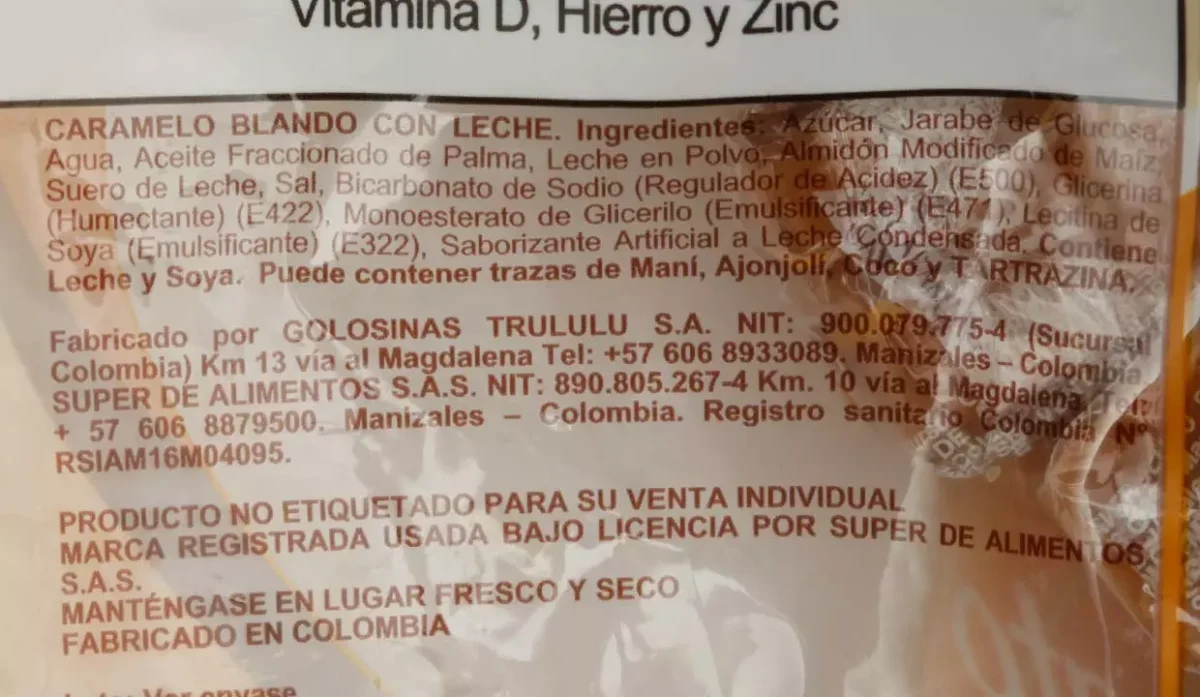 Vitamina D, Hierro y Zinc
CARAMELO BLANDO CON LECHE. Ingredientes: Azúcar, Jarabe de Glucosa,
Agua, Aceite Fraccionado de Palma, Leche en Polvo, Almidón Modificado de Maíz,
Suero de Leche, Sal, Bicarbonato de Sodio (Regulador de Acidez) (E500), Glicerina
(Humectante) (E422), Monoesterato de Glicerilo (Emulsificante) (E471), Lecitina de
Soya (Emulsificante) (E322), Saborizante Artificial a Leche Condensada. Contiene
Leche y Soya. Puede contener trazas de Maní, Ajonjolí, Coco y TARTRAZINA.
Fabricado por GOLOSINAS TRULULU S.A. NIT: 900.079.775-4 (Sucursal
Colombia) Km 13 vía al Magdalena Tel: +57 606 8933089. Manizales – Colombia
SUPER DE ALIMENTOS S.A.S. NIT: 890.805.267-4 Km. 10 vía al Magdalena Tel:
+ 57 606 8879500. Manizales – Colombia. Registro sanitario Colombia N°
RSIAM16M04095.
PRODUCTO NO ETIQUETADO PARA SU VENTA INDIVIDUAL
MARCA REGISTRADA USADA BAJO LICENCIA POR SUPER DE ALIMENTOS
S.A.S.
MANTÉNGASE EN LUGAR FRESCO Y SECO
FABRICADO EN COLOMBIA
Lote: Ver envase